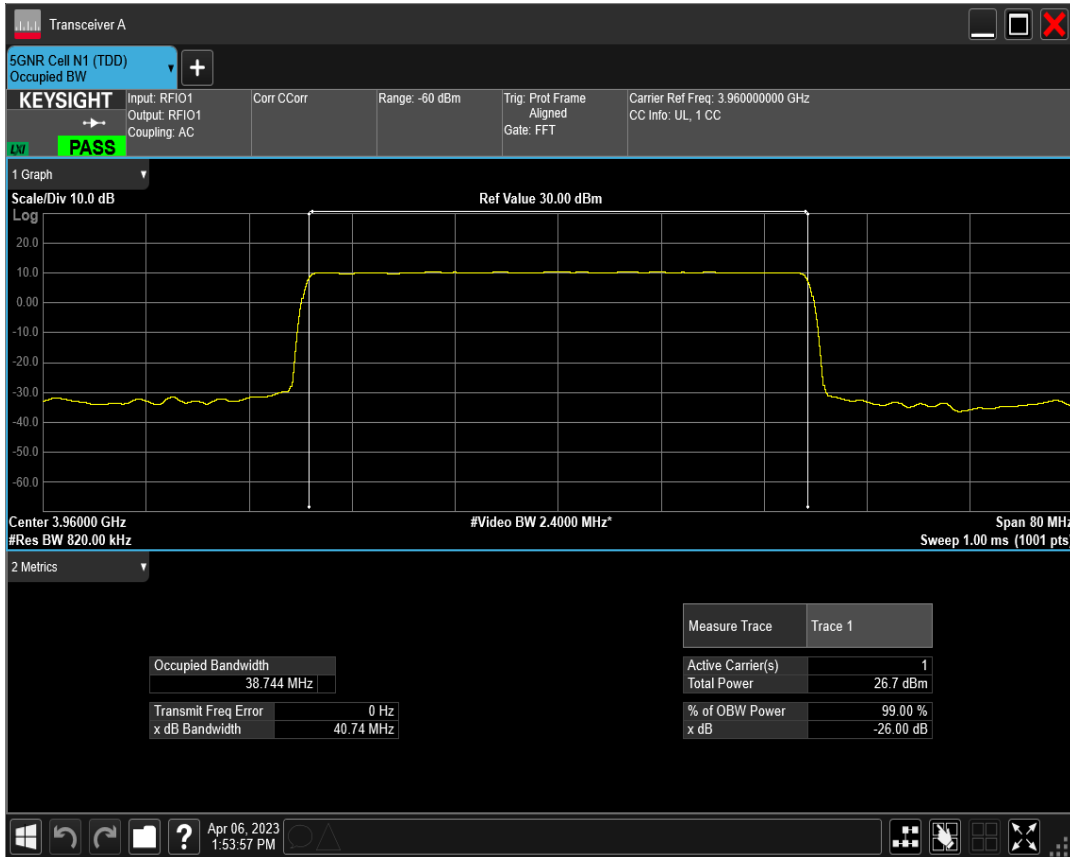 Transceiver A
5GNR Cell N1 (TDD)
Occupied BW
+
KEYSIGHT
LXI
PASS
Input: RFIO1
Output: RFIO1
Coupling: AC
Corr CCorr
Range: -60 dBm
Trig: Prot Frame
Aligned
Gate: FFT
Carrier Ref Freq: 3.960000000 GHz
CC Info: UL, 1 CC
1 Graph
Scale/Div 10.0 dB
Ref Value 30.00 dBm
Log
20.0
10.0
0.00
-10.0
-20.0
-30.0
-40.0
-50.0
-60.0
Center 3.96000 GHz
#Video BW 2.4000 MHz*
Span 80 MHz
#Res BW 820.00 kHz
Sweep 1.00 ms (1001 pts)
2 Metrics
Measure Trace Trace 1
Occupied Bandwidth
38.744 MHz
Active Carrier(s) 1
Total Power 26.7 dBm
Transmit Freq Error 0 Hz
x dB Bandwidth 40.74 MHz
% of OBW Power 99.00 %
x dB -26.00 dB
?
Apr 06, 2023
1:53:57 PM